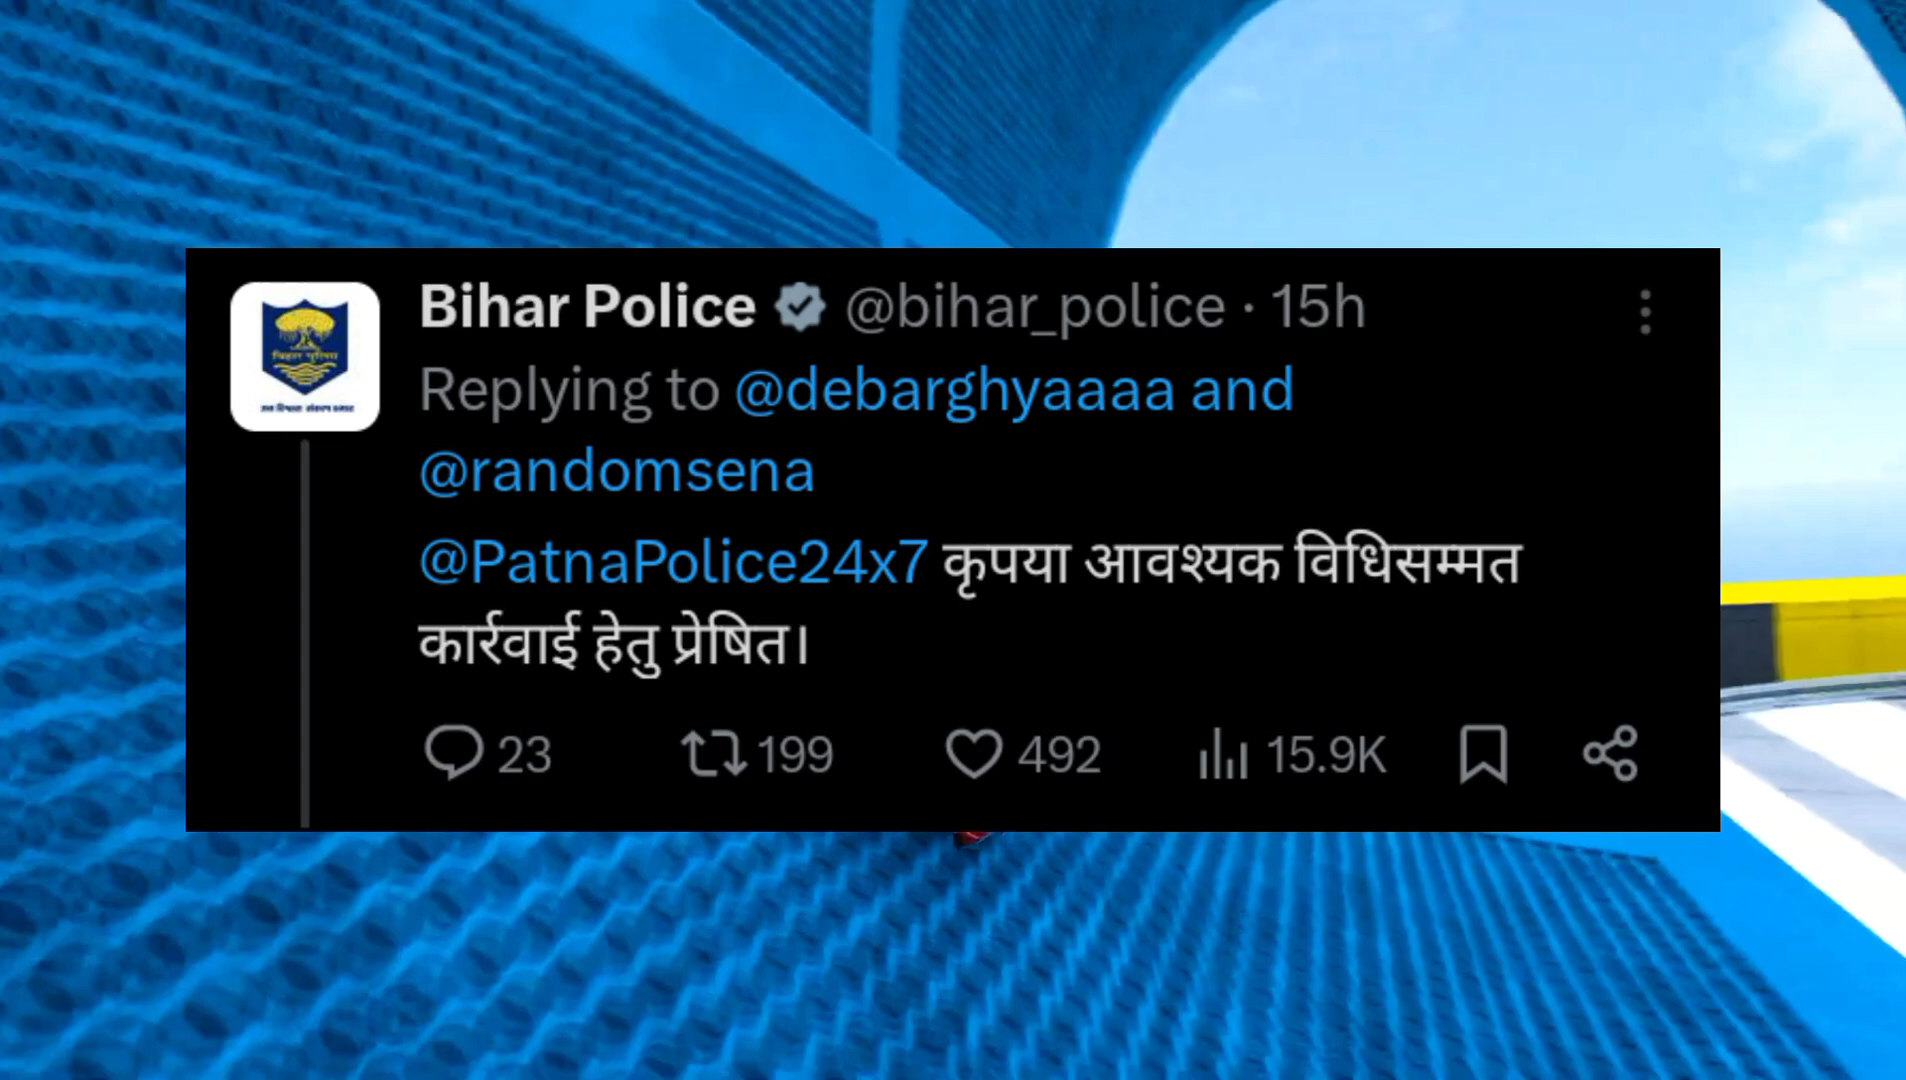 Bihar Police @bihar_police · 15h
बिहार पुलिस
Replying to @debarghyaaaa and
@randomsena
@PatnaPolice24x7 कृपया आवश्यक विधिसम्मत
कार्रवाई हेतु प्रेषित।
23 199 492 15.9K